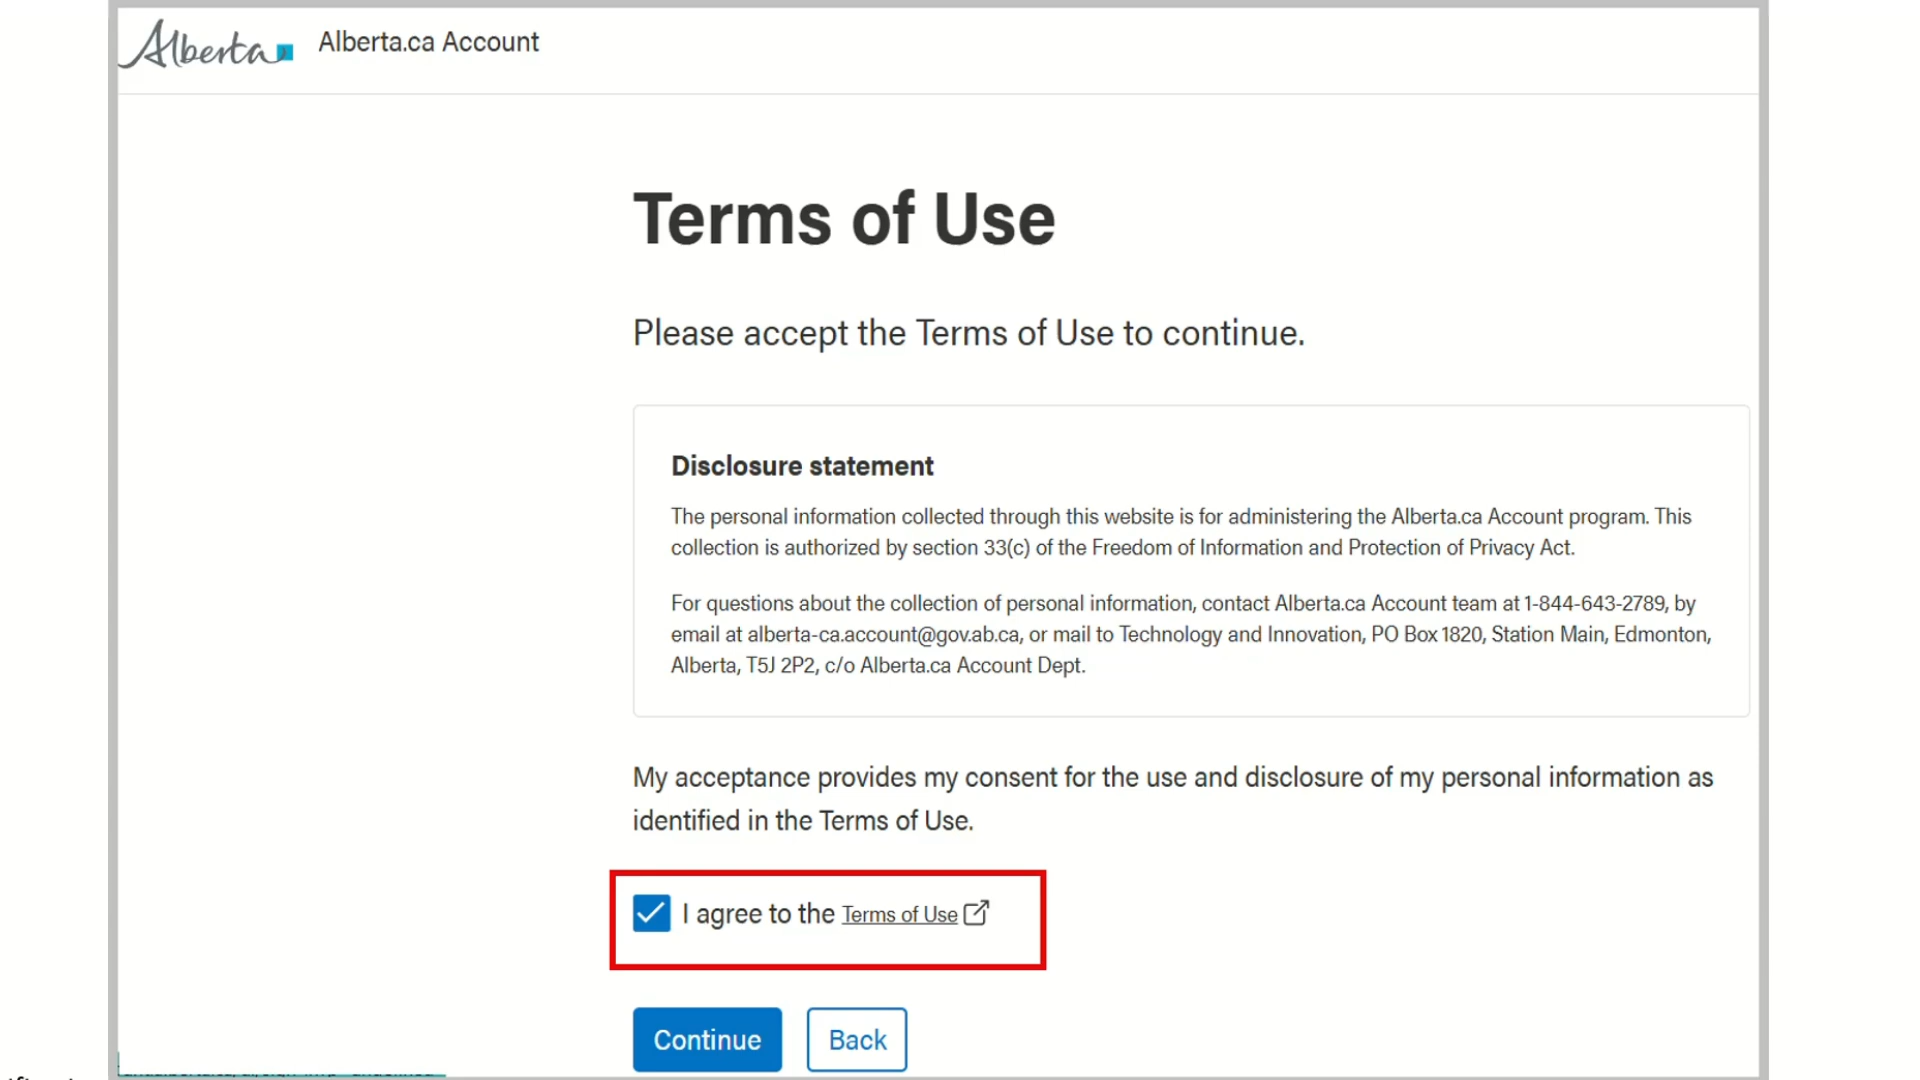 Alberta
Alberta.ca Account
Terms of Use
Please accept the Terms of Use to continue.
Disclosure statement
The personal information collected through this website is for administering the Alberta.ca Account program. This
collection is authorized by section 33(c) of the Freedom of Information and Protection of Privacy Act.
For questions about the collection of personal information, contact Alberta.ca Account team at 1-844-643-2789, by
email at alberta-ca.account@gov.ab.ca, or mail to Technology and Innovation, PO Box 1820, Station Main, Edmonton,
Alberta, T5J 2P2, c/o Alberta.ca Account Dept.
My acceptance provides my consent for the use and disclosure of my personal information as
identified in the Terms of Use.
I agree to the Terms of Use
Continue
Back